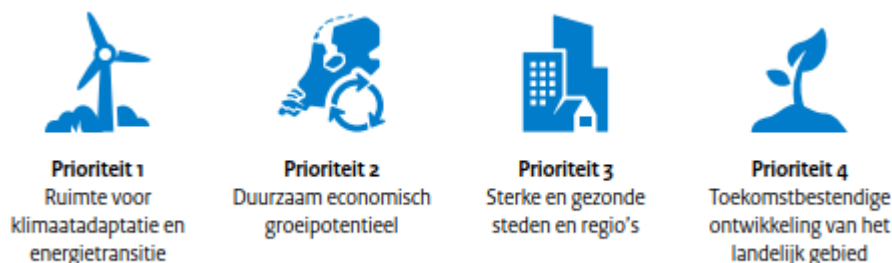 Prioriteit 1
Ruimte voor
klimaatadaptatie en
energietransitie
Prioriteit 2
Duurzaam economisch
groeipotentieel
Prioriteit 3
Sterke en gezonde
steden en regio's
Prioriteit 4
Toekomstbestendige
ontwikkeling van het
landelijk gebied